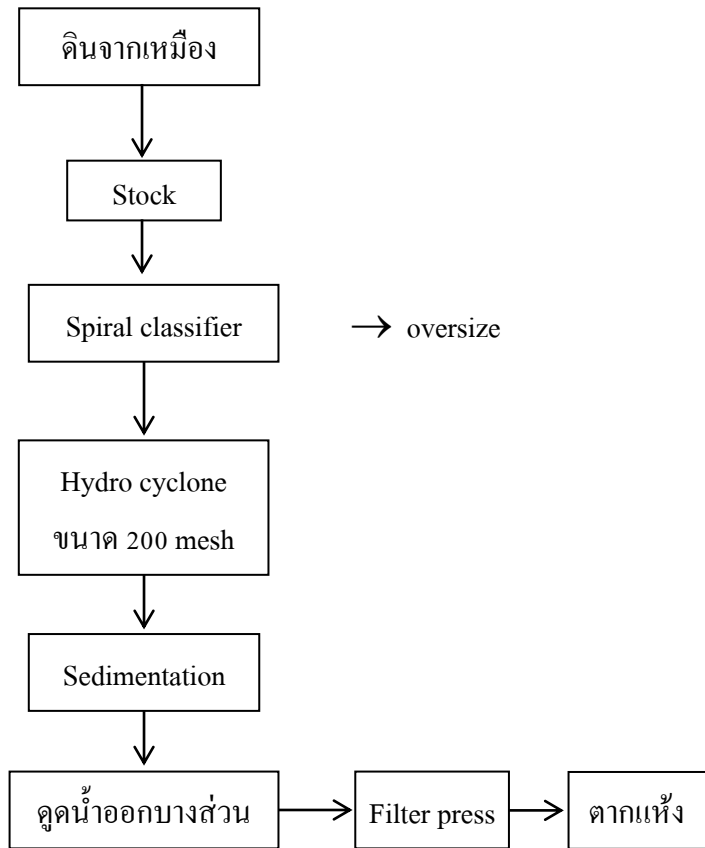 ดินจากเหมือง
Stock
Spiral classifier
→ oversize
Hydro cyclone
ขนาด 200 mesh
Sedimentation
ดูดน้ำออกบางส่วน
Filter press
ตากแห้ง